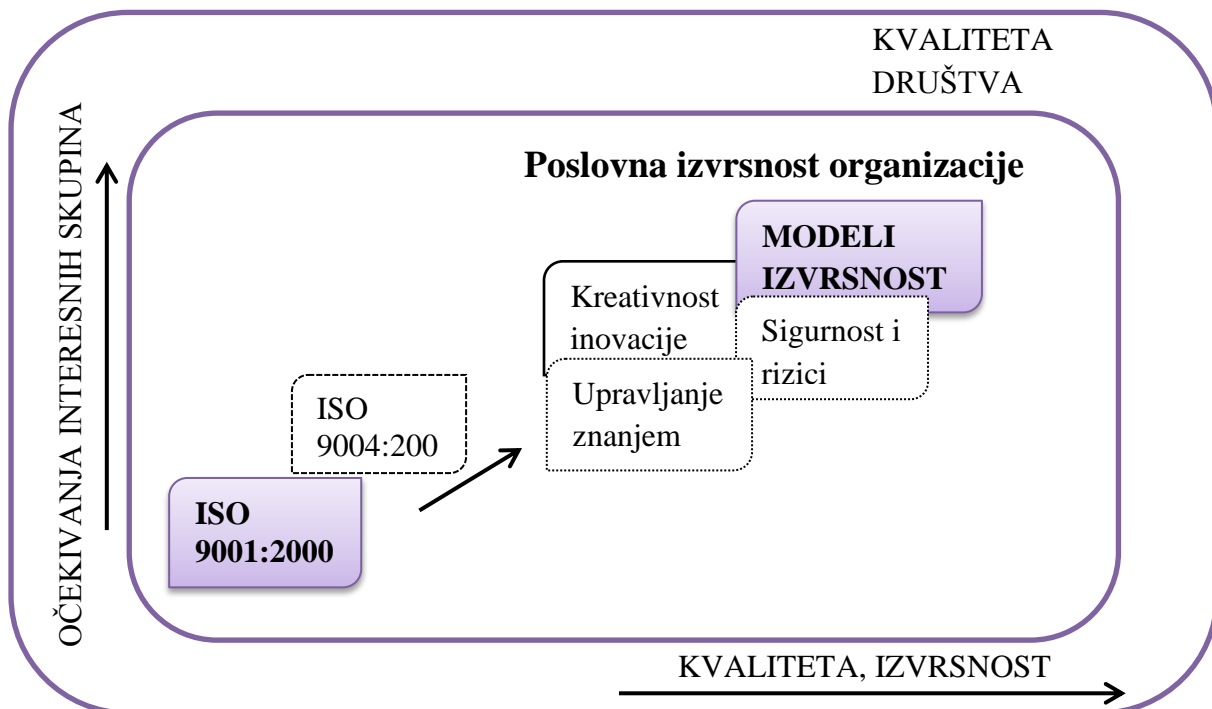 KVALITETA
DRUŠTVA
OČEKIVANJA INTERESNIH SKUPINA
Poslovna izvrsnost organizacije
MODELI
IZVRSNOST
Kreativnost
inovacije
Sigurnost i
rizici
Upravljanje
znanjem
ISO
9004:200
ISO
9001:2000
KVALITETA, IZVRSNOST